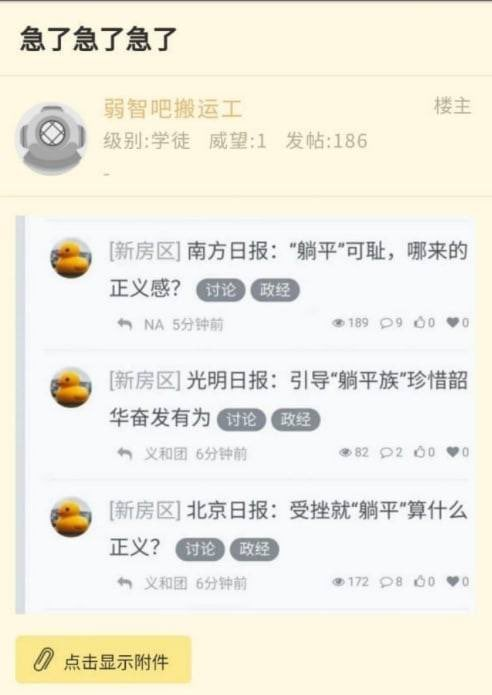 急了急了急了
弱智吧搬运工
楼主
级别:学徒 威望:1 发帖:186
-
[新房区] 南方日报：“躺平”可耻，哪来的
正义感？ 讨论 政经
NA 5分钟前 189 9 0 0
[新房区] 光明日报：引导“躺平族”珍惜韶
华奋发有为 讨论 政经
义和团 6分钟前 82 2 0 0
[新房区] 北京日报：受挫就“躺平”算什么
正义？ 讨论 政经
义和团 6分钟前 172 8 0 0
点击显示附件